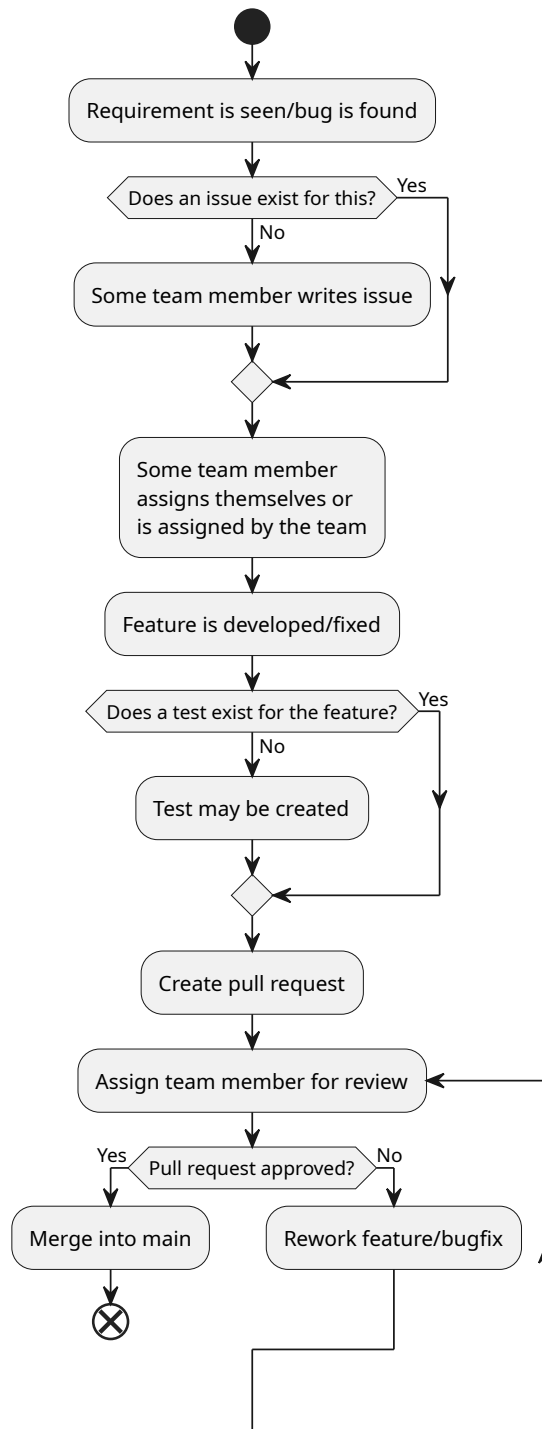 Requirement is seen/bug is found
Does an issue exist for this?
Yes
No
Some team member writes issue
Some team member
assigns themselves or
is assigned by the team
Feature is developed/fixed
Does a test exist for the feature?
Yes
No
Test may be created
Create pull request
Assign team member for review
Yes
Pull request approved?
No
Merge into main
Rework feature/bugfix